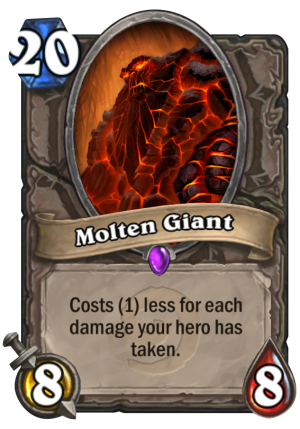 20
Molten Giant
Costs (1) less for each
damage your hero has
taken.
8
8